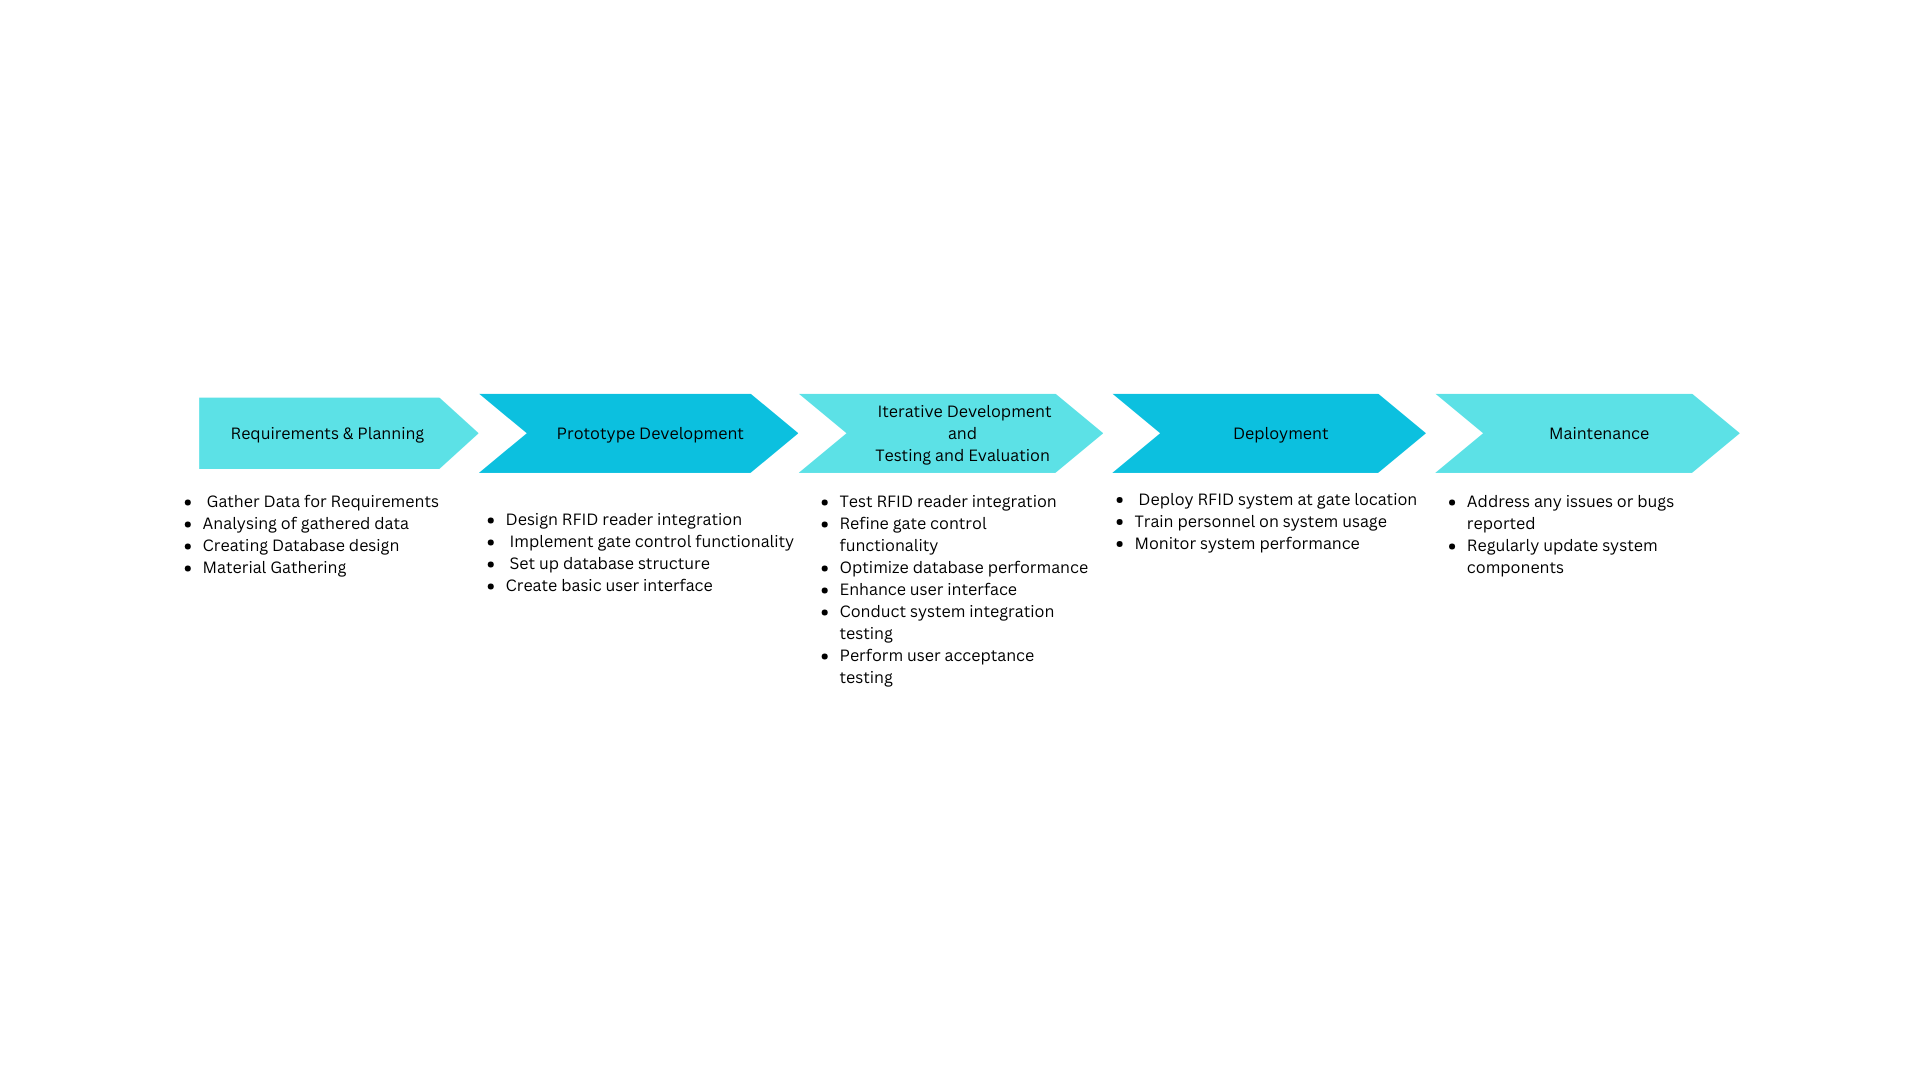 Requirements & Planning
Prototype Development
Iterative Development
and
Testing and Evaluation
Deployment
Maintenance
Gather Data for Requirements
Analysing of gathered data
Creating Database design
Material Gathering
Design RFID reader integration
Implement gate control functionality
Set up database structure
Create basic user interface
Test RFID reader integration
Refine gate control
functionality
Optimize database performance
Enhance user interface
Conduct system integration
testing
Perform user acceptance
testing
Deploy RFID system at gate location
Train personnel on system usage
Monitor system performance
Address any issues or bugs
reported
Regularly update system
components